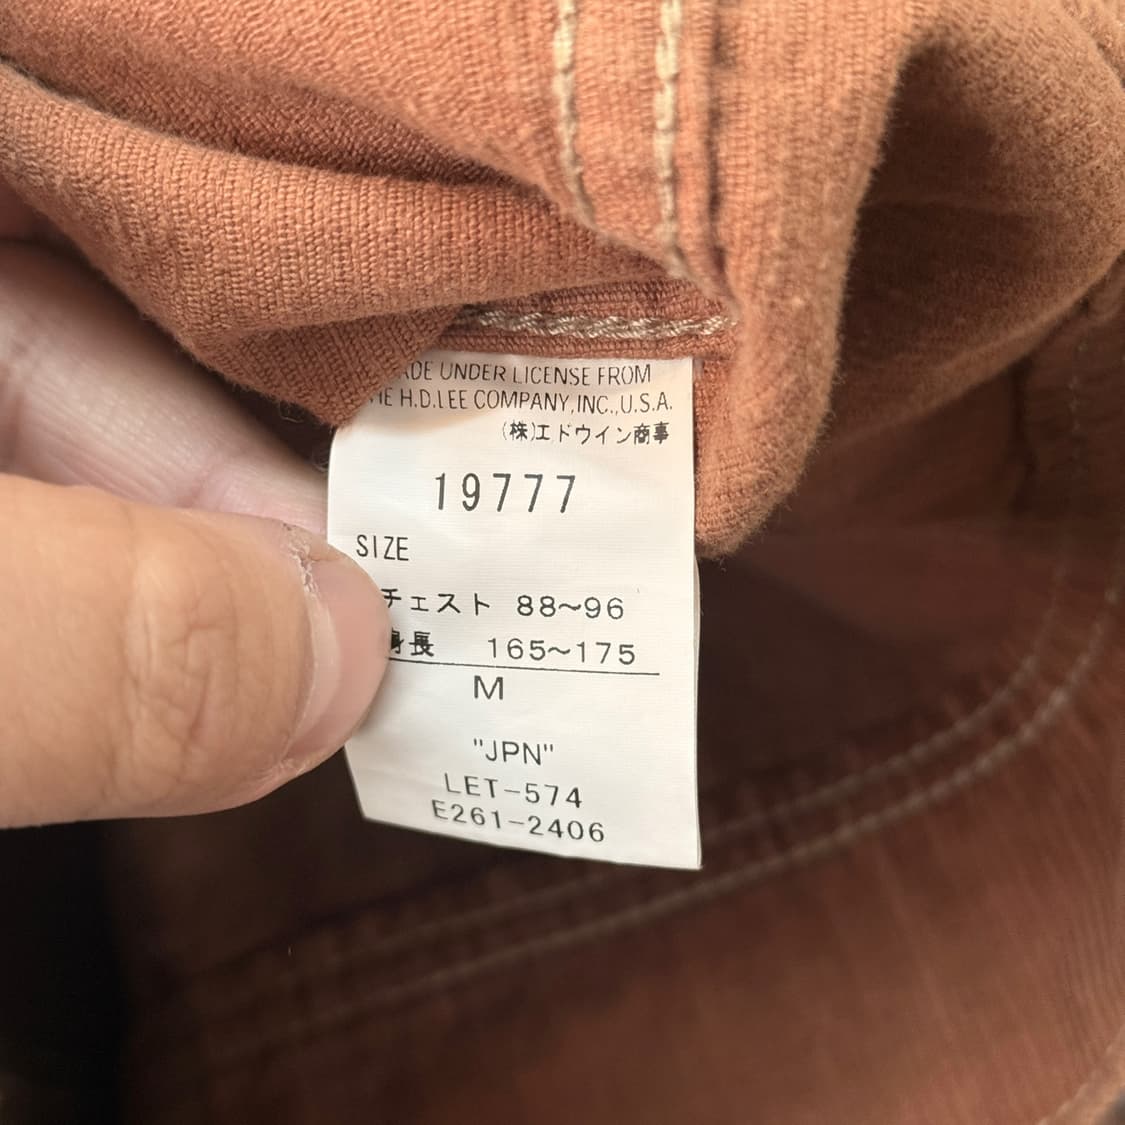 ADE UNDER LICENSE FROM
HE H.D.LEE COMPANY,INC.,U.S.A.
(株)エドウイン商事
19777
SIZE
チェスト 88~96
身長 165~175
M
"JPN"
LET-574
E261-2406